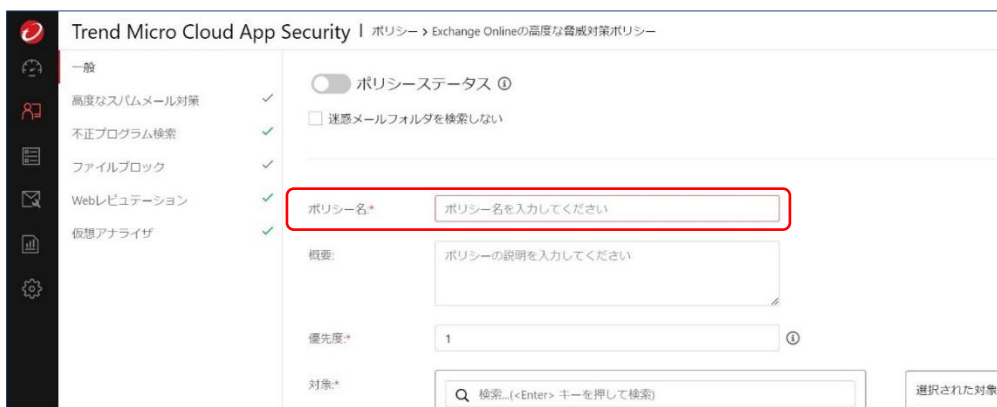 Trend Micro Cloud App Security | ポリシー > Exchange Onlineの高度な脅威対策ポリシー
一般
高度なスパムメール対策
不正プログラム検索
ファイルブロック
Webレピュテーション
仮想アナライザ
ポリシーステータス
迷惑メールフォルダを検索しない
ポリシー名:* ポリシー名を入力してください
概要: ポリシーの説明を入力してください
優先度:* 1
対象:* 検索...(<Enter> キーを押して検索) 選択された対象